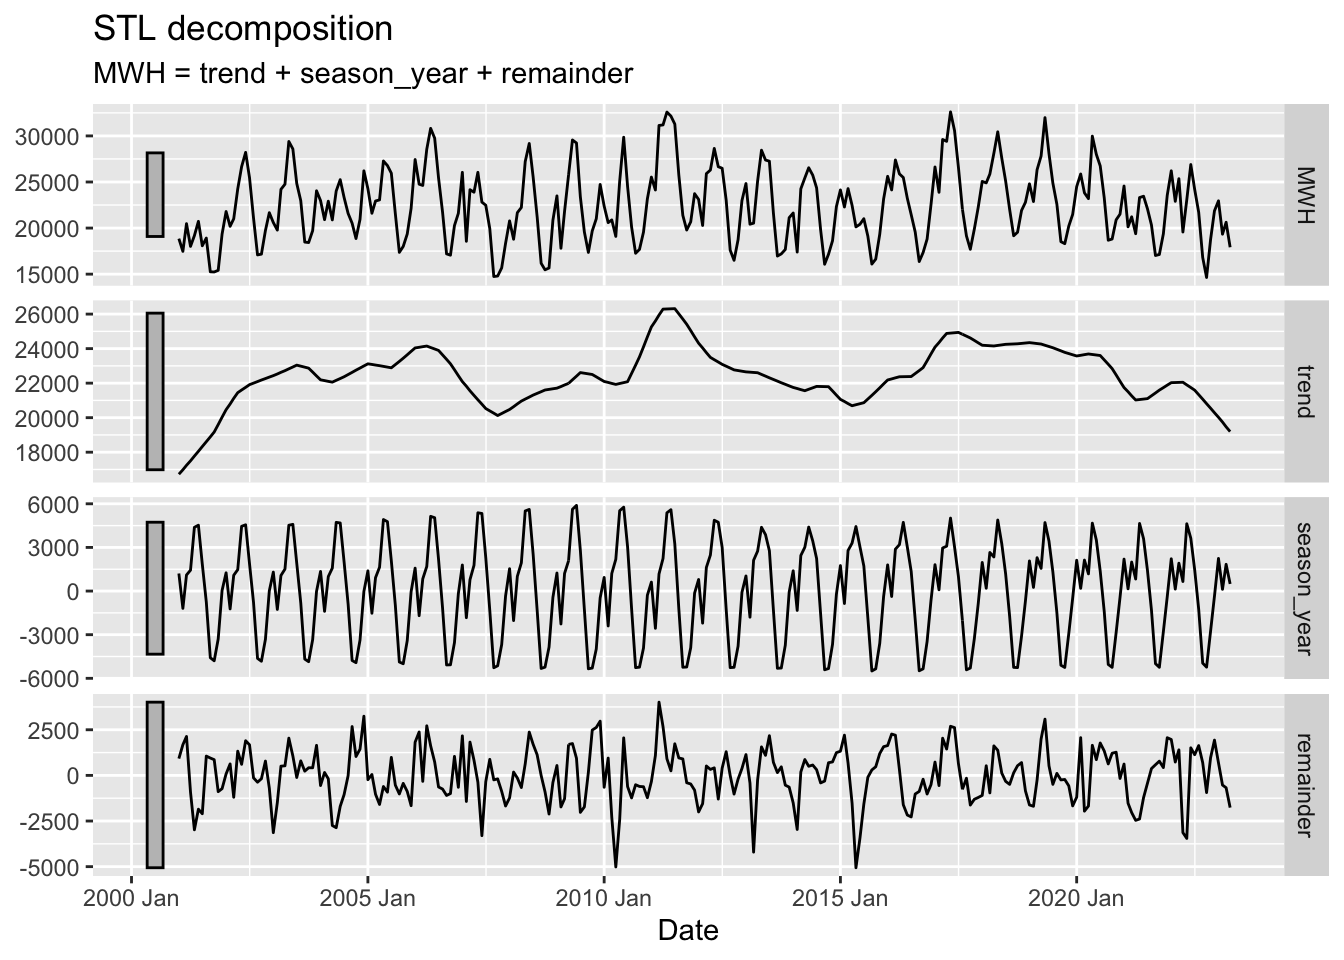 STL decomposition
MWH = trend + season_year + remainder
30000
25000
20000
15000
MWH
26000
24000
22000
20000
18000
trend
6000
3000
0
-3000
-6000
season_year
2500
0
-2500
-5000
remainder
2000 Jan 2005 Jan 2010 Jan 2015 Jan 2020 Jan
Date